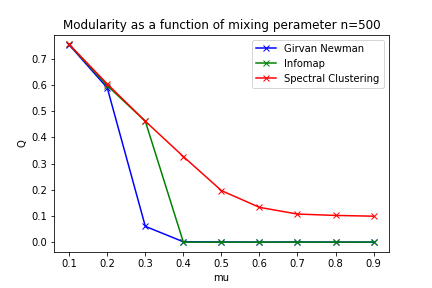 Modularity as a function of mixing perameter n=500
Girvan Newman
Infomap
Spectral Clustering
Q
0.7
0.6
0.5
0.4
0.3
0.2
0.1
0.0
0.1 0.2 0.3 0.4 0.5 0.6 0.7 0.8 0.9
mu